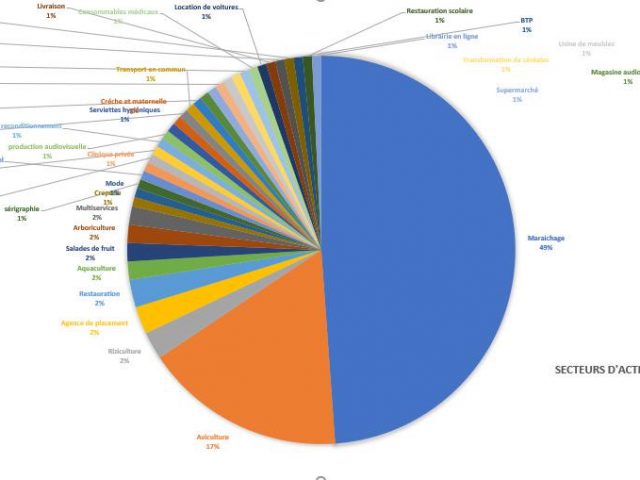 Livraison
1%
Consommables médicaux
1%
Location de voitures
1%
Restauration scolaire
1%
BTP
1%
Librairie en ligne
1%
Usine de meubles
1%
Transformation de céréales
1%
Magasine audio
1%
Supermarché
1%
Transport en commun
1%
Crèche et maternelle
Serviettes hygiéniques
1%
reconditionnement
1%
production audiovisuelle
1%
Clinique privée
1%
Mode
1%
Creperie
1%
sérigraphie
1%
Multiservices
2%
Arboriculture
2%
Salades de fruit
2%
Aquaculture
2%
Restauration
2%
Agence de placement
2%
Riziculture
2%
Aviculture
17%
Maraichage
49%
SECTEURS D'ACTI